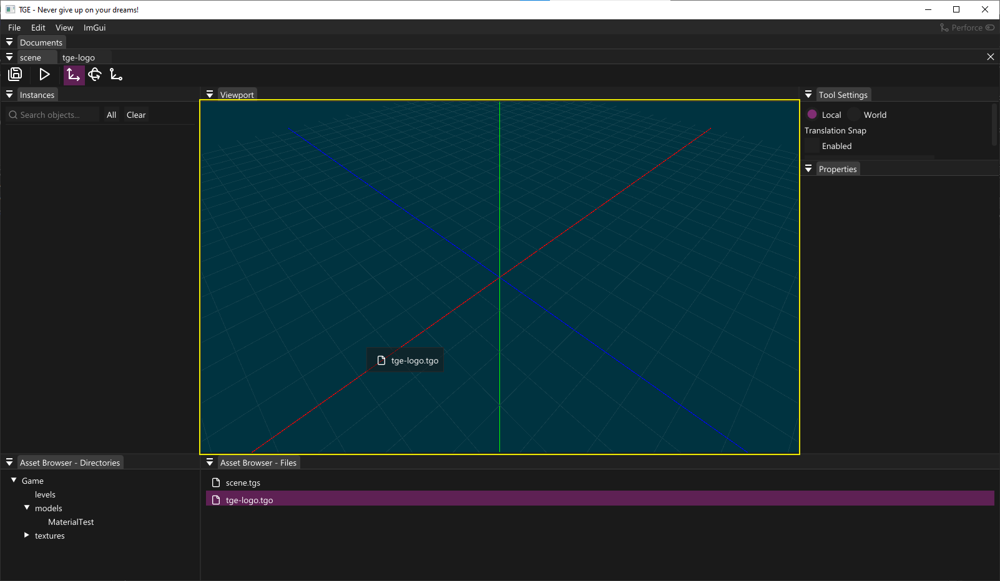 TGE - Never give up on your dreams!
File Edit View ImGui Perforce
Documents
scene tge-logo
Instances
Search objects... All Clear
Viewport
tge-logo.tgo
Tool Settings
Local World
Translation Snap
Enabled
Properties
Asset Browser - Directories
Game
levels
models
MaterialTest
textures
Asset Browser - Files
scene.tgs
tge-logo.tgo